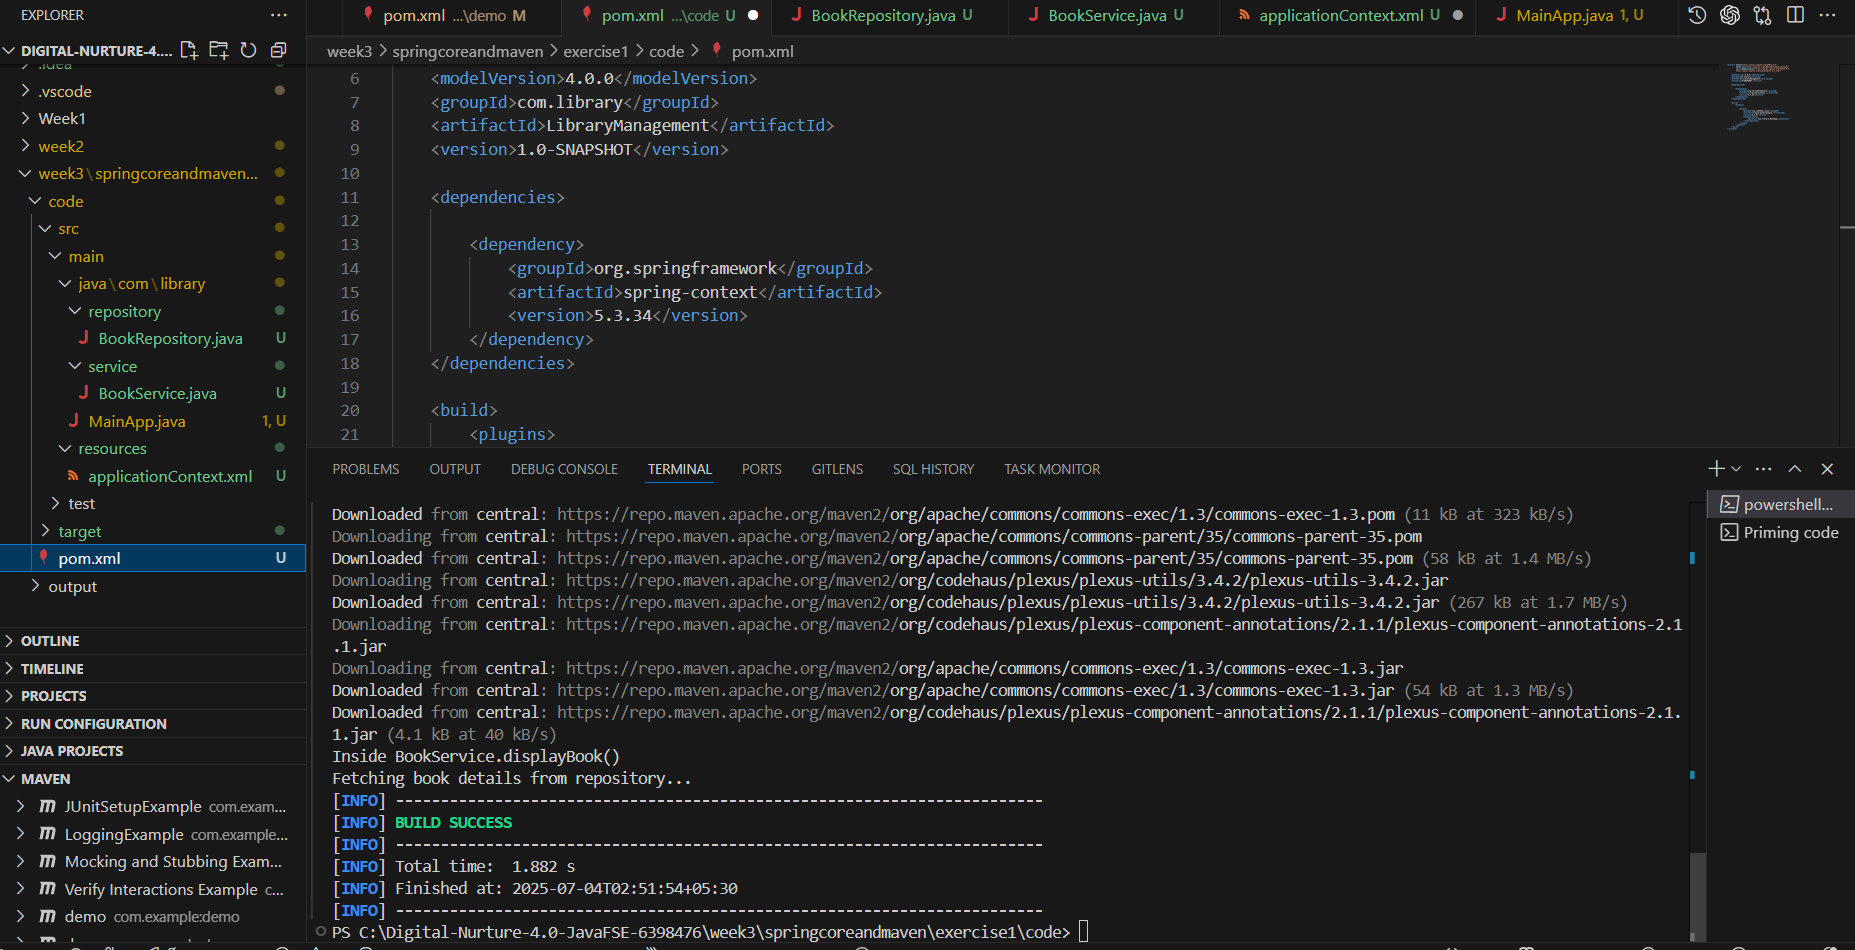 EXPLORER
DIGITAL-NURTURE-4....
.idea
.vscode
Week1
week2
week3\springcoreandmaven...
code
src
main
java\com\library
repository
BookRepository.java U
service
BookService.java U
MainApp.java 1, U
resources
applicationContext.xml U
test
target
pom.xml U
output
OUTLINE
TIMELINE
PROJECTS
RUN CONFIGURATION
JAVA PROJECTS
MAVEN
JUnitSetupExample com.exam...
LoggingExample com.example...
Mocking and Stubbing Exam...
Verify Interactions Example c...
demo com.example:demo
pom.xml ...\demo M
pom.xml ...\code U
BookRepository.java U
BookService.java U
applicationContext.xml U
MainApp.java 1, U
week3 > springcoreandmaven > exercise1 > code > pom.xml
6 <modelVersion>4.0.0</modelVersion>
7 <groupId>com.library</groupId>
8 <artifactId>LibraryManagement</artifactId>
9 <version>1.0-SNAPSHOT</version>
10
11 <dependencies>
12
13 <dependency>
14 <groupId>org.springframework</groupId>
15 <artifactId>spring-context</artifactId>
16 <version>5.3.34</version>
17 </dependency>
18 </dependencies>
19
20 <build>
21 <plugins>
PROBLEMS OUTPUT DEBUG CONSOLE TERMINAL PORTS GITLENS SQL HISTORY TASK MONITOR
Downloaded from central: https://repo.maven.apache.org/maven2/org/apache/commons/commons-exec/1.3/commons-exec-1.3.pom (11 kB at 323 kB/s)
Downloading from central: https://repo.maven.apache.org/maven2/org/apache/commons/commons-parent/35/commons-parent-35.pom
Downloaded from central: https://repo.maven.apache.org/maven2/org/apache/commons/commons-parent/35/commons-parent-35.pom (58 kB at 1.4 MB/s)
Downloading from central: https://repo.maven.apache.org/maven2/org/codehaus/plexus/plexus-utils/3.4.2/plexus-utils-3.4.2.jar
Downloaded from central: https://repo.maven.apache.org/maven2/org/codehaus/plexus/plexus-utils/3.4.2/plexus-utils-3.4.2.jar (267 kB at 1.7 MB/s)
Downloading from central: https://repo.maven.apache.org/maven2/org/codehaus/plexus/plexus-component-annotations/2.1.1/plexus-component-annotations-2.1
.1.jar
Downloading from central: https://repo.maven.apache.org/maven2/org/apache/commons/commons-exec/1.3/commons-exec-1.3.jar
Downloaded from central: https://repo.maven.apache.org/maven2/org/apache/commons/commons-exec/1.3/commons-exec-1.3.jar (54 kB at 1.3 MB/s)
Downloaded from central: https://repo.maven.apache.org/maven2/org/codehaus/plexus/plexus-component-annotations/2.1.1/plexus-component-annotations-2.1.
1.jar (4.1 kB at 40 kB/s)
Inside BookService.displayBook()
Fetching book details from repository...
[INFO] ------------------------------------------------------------------------
[INFO] BUILD SUCCESS
[INFO] ------------------------------------------------------------------------
[INFO] Total time:  1.882 s
[INFO] Finished at: 2025-07-04T02:51:54+05:30
[INFO] ------------------------------------------------------------------------
PS C:\Digital-Nurture-4.0-JavaFSE-6398476\week3\springcoreandmaven\exercise1\code>
powershell...
Priming code